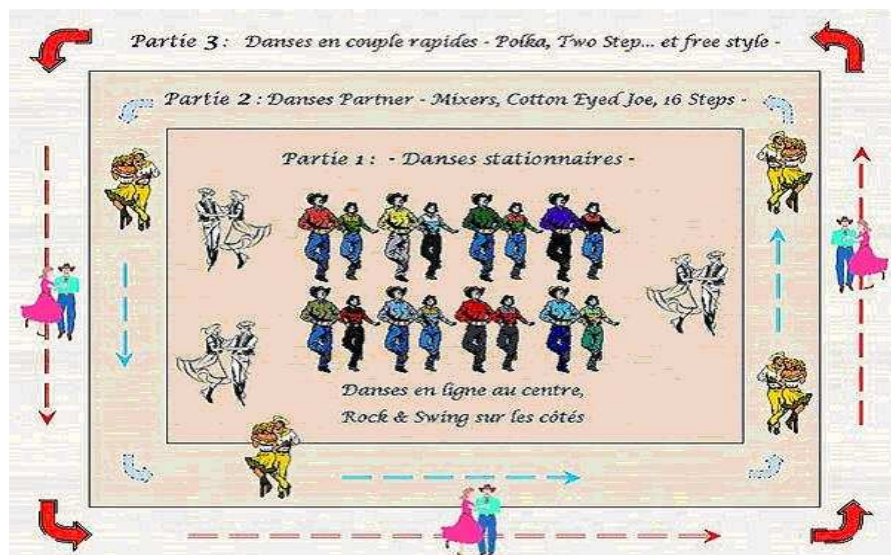 Partie 3 : Danses en couple rapides - Polka, Two Step... et free style -
Partie 2 : Danses Partner - Mixers, Cotton Eyed Joe, 16 Steps -
Partie 1 : - Danses stationnaires -
Danses en ligne au centre,
Rock & Swing sur les côtés